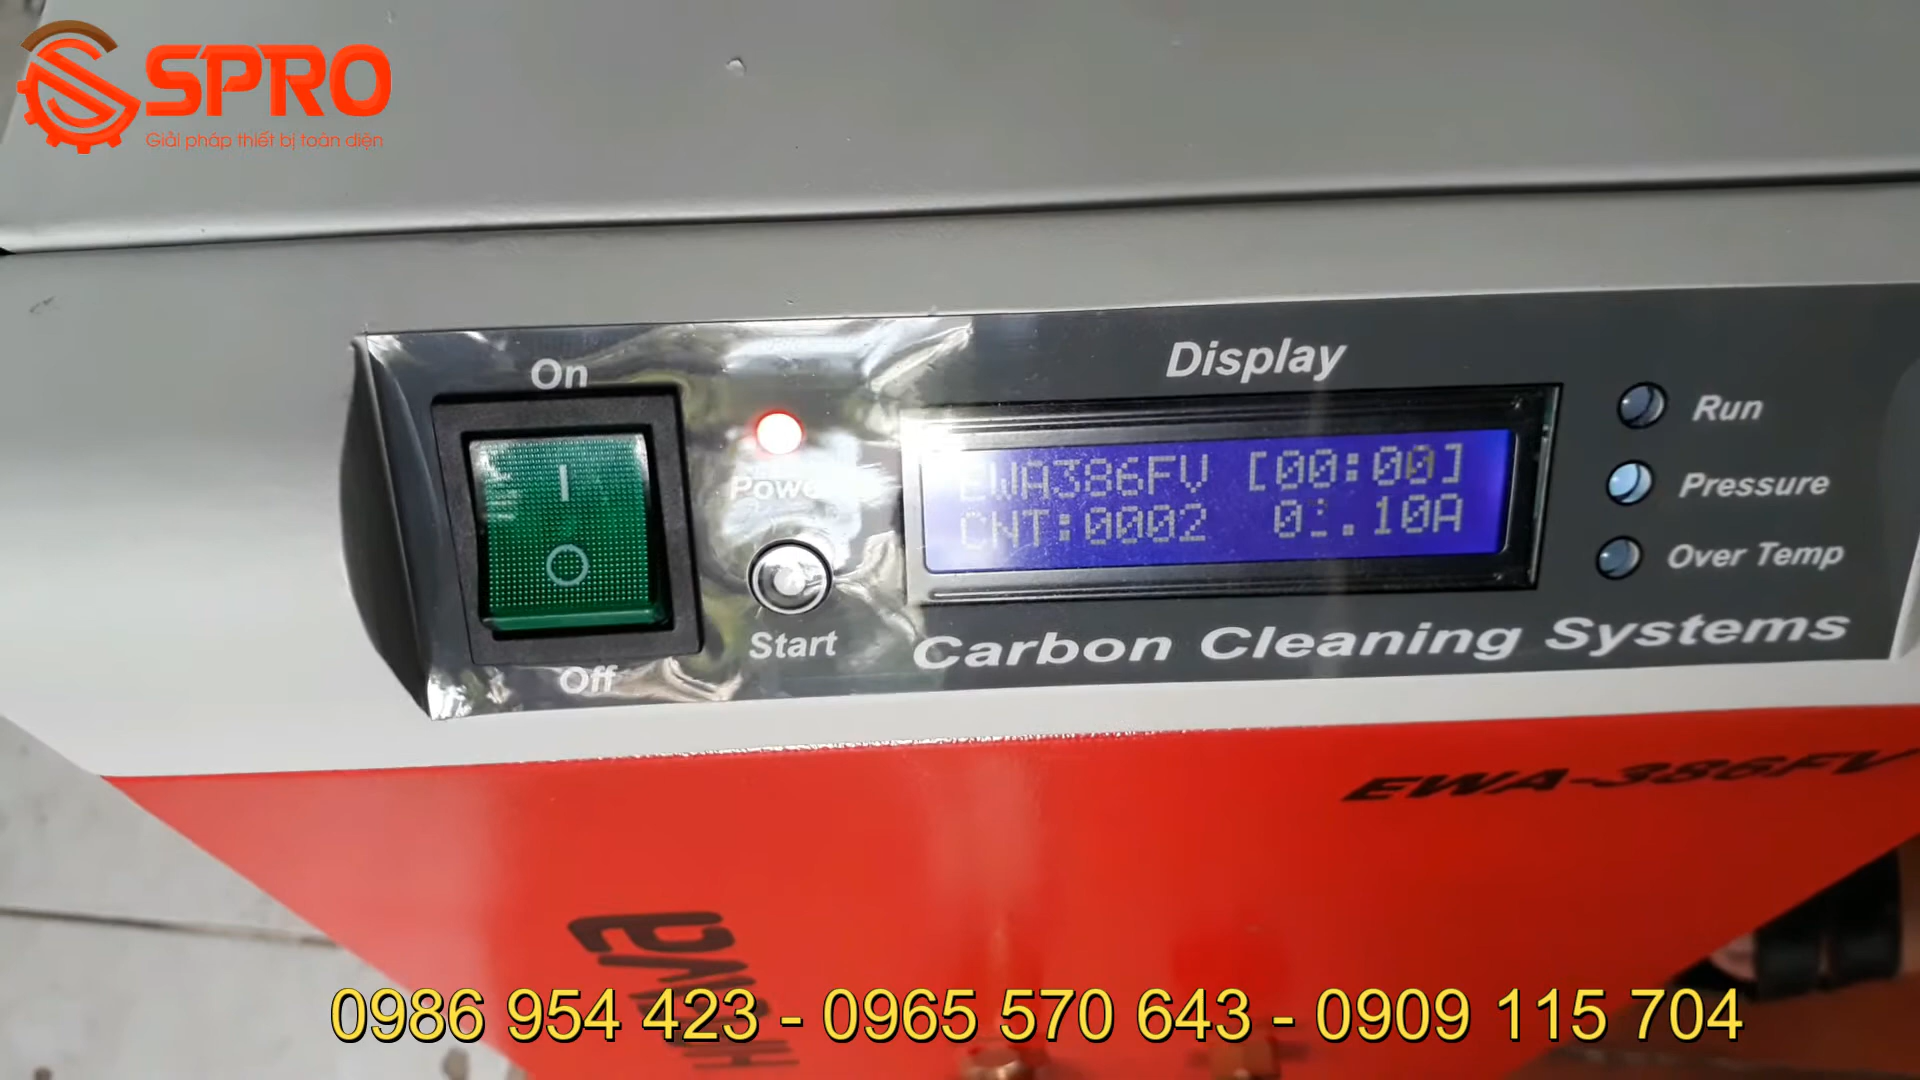 SPRO
Giải pháp thiết bị toàn diện
On
Off
Power
Start
Display
EWA386FV [00:00]
CNT:0002
Run
Pressure
Over Temp
Carbon Cleaning Systems
EWA-386FV
0986 954 423 - 0965 570 643 - 0909 115 704